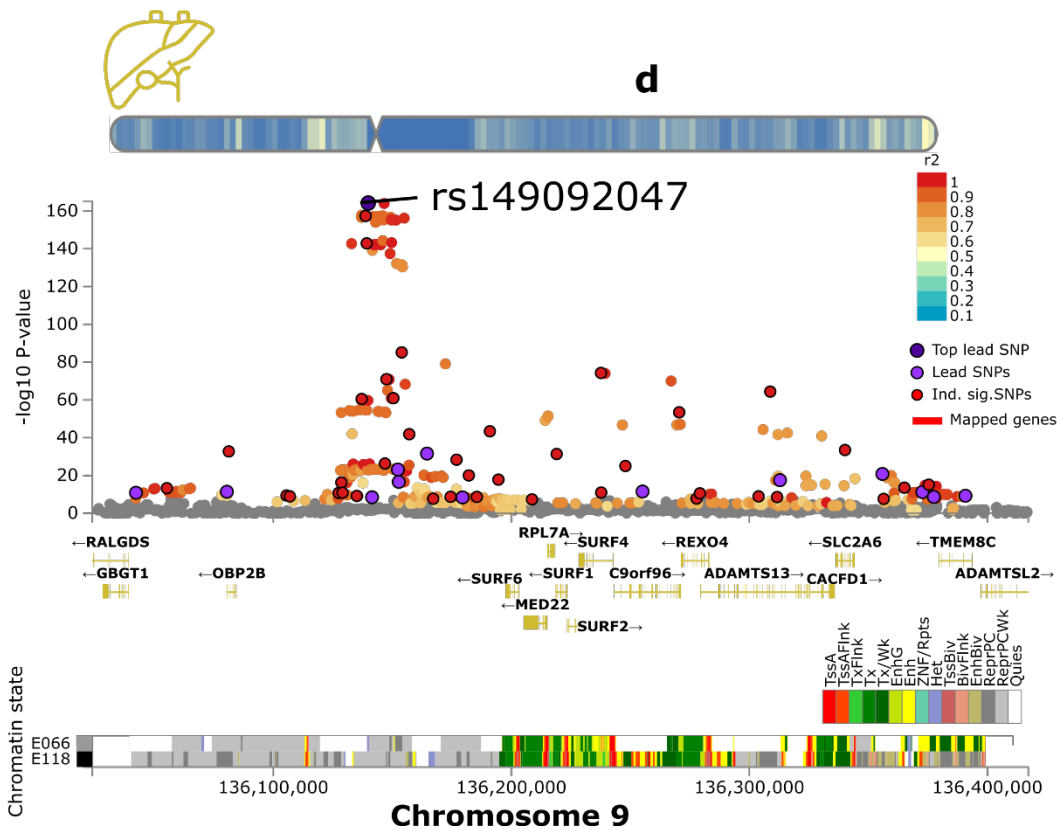 d
r2
rs149092047
1
0.9
0.8
0.7
0.6
0.5
0.4
0.3
0.2
0.1
160
140
120
100
80
60
40
20
0
-log10 P-value
Top lead SNP
Lead SNPs
Ind. sig.SNPs
Mapped genes
RPL7A→
←RALGDS ←SURF4 ←REXO4 ←SLC2A6 ←TMEM8C
←GBGT1 ←OBP2B ←SURF6 ←SURF1 C9orf96→ ADAMTS13→ CACFD1→ ADAMTSL2→
←MED22 SURF2→
TssA
TssAFlnk
TxFlnk
Tx
Tx/Wk
EnhG
Enh
ZNF/Rpts
Het
TssBiv
BivFlnk
EnhBiv
ReprPC
ReprPCWk
Quies
Chromatin state
E066
E118
136,100,000 136,200,000 136,300,000 136,400,000
Chromosome 9